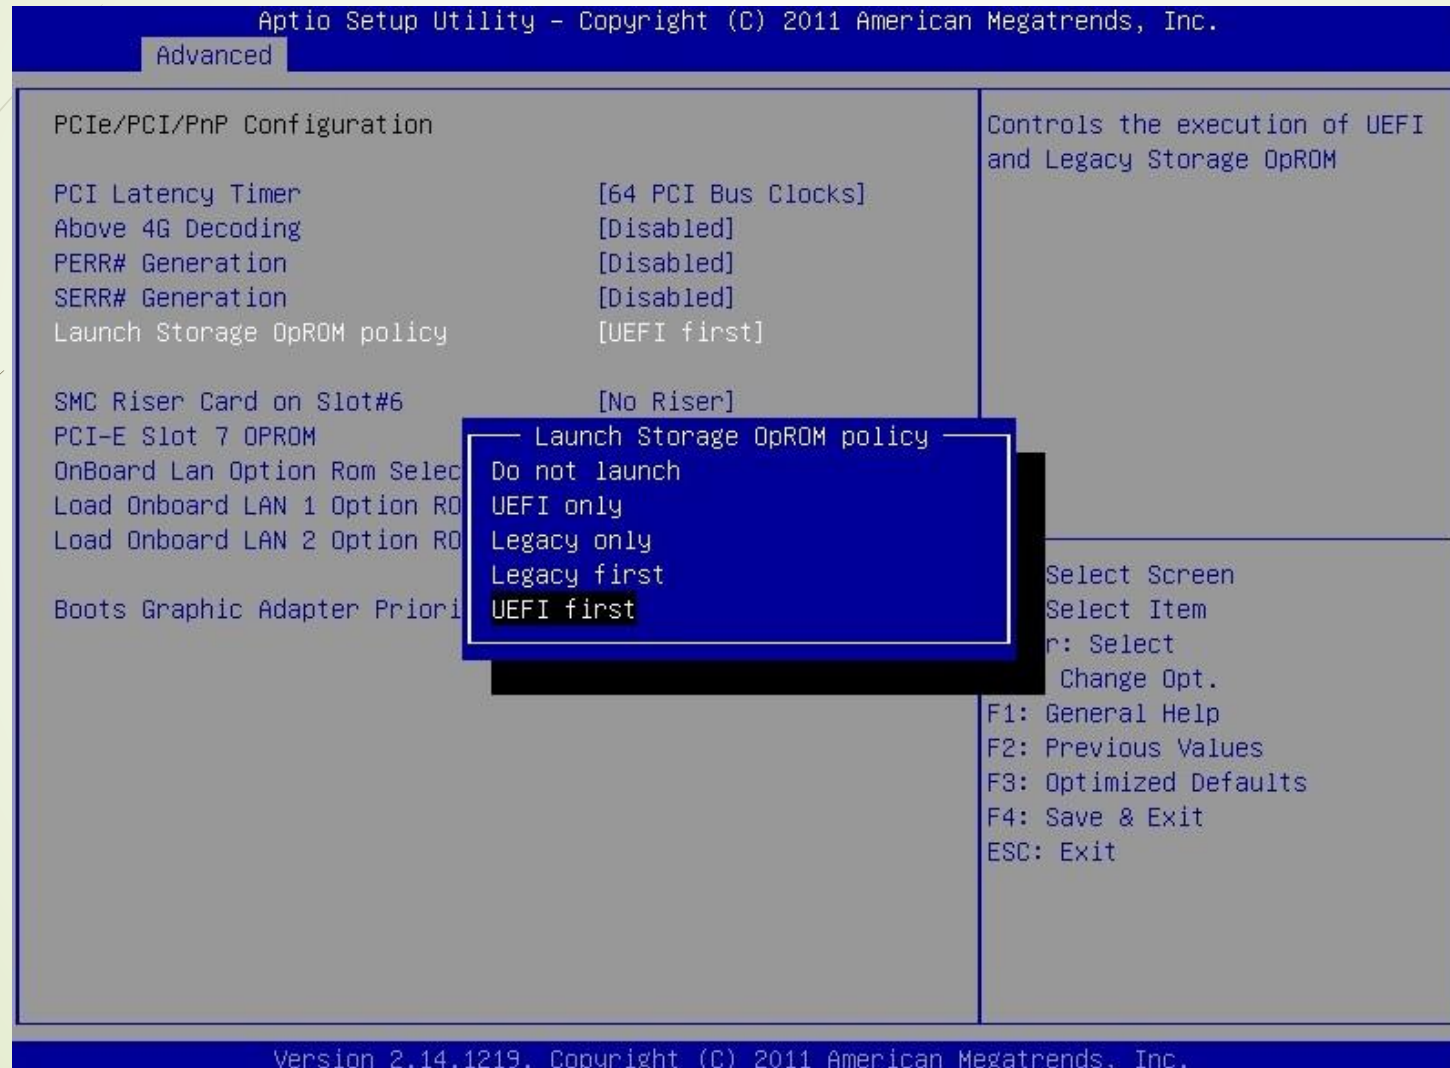 Aptio Setup Utility – Copyright (C) 2011 American Megatrends, Inc.
Advanced
PCIe/PCI/PnP Configuration
PCI Latency Timer [64 PCI Bus Clocks]
Above 4G Decoding [Disabled]
PERR# Generation [Disabled]
SERR# Generation [Disabled]
Launch Storage OpROM policy [UEFI first]
SMC Riser Card on Slot#6 [No Riser]
PCI-E Slot 7 OPROM
OnBoard Lan Option Rom Selec
Load Onboard LAN 1 Option RO
Load Onboard LAN 2 Option RO
Boots Graphic Adapter Priori
Launch Storage OpROM policy
Do not launch
UEFI only
Legacy only
Legacy first
UEFI first
Controls the execution of UEFI
and Legacy Storage OpROM
Select Screen
Select Item
r: Select
Change Opt.
F1: General Help
F2: Previous Values
F3: Optimized Defaults
F4: Save & Exit
ESC: Exit
Version 2.14.1219. Copyright (C) 2011 American Megatrends, Inc.